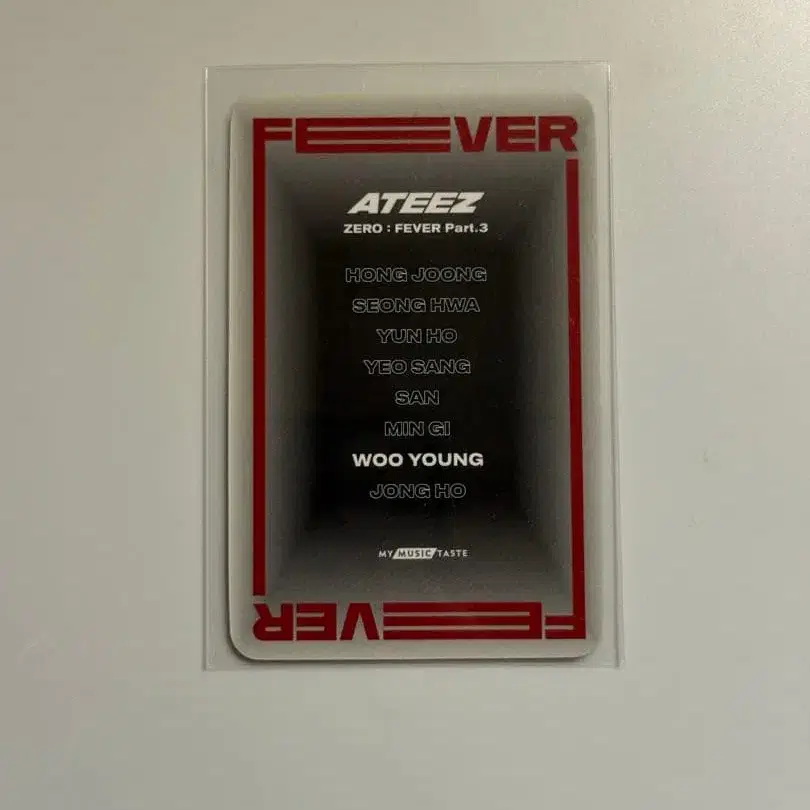 FEVER
ATEEZ
ZERO : FEVER Part.3
HONG JOONG
SEONG HWA
YUN HO
YEO SANG
SAN
MIN GI
WOO YOUNG
JONG HO
MY MUSIC TASTE
FEVER